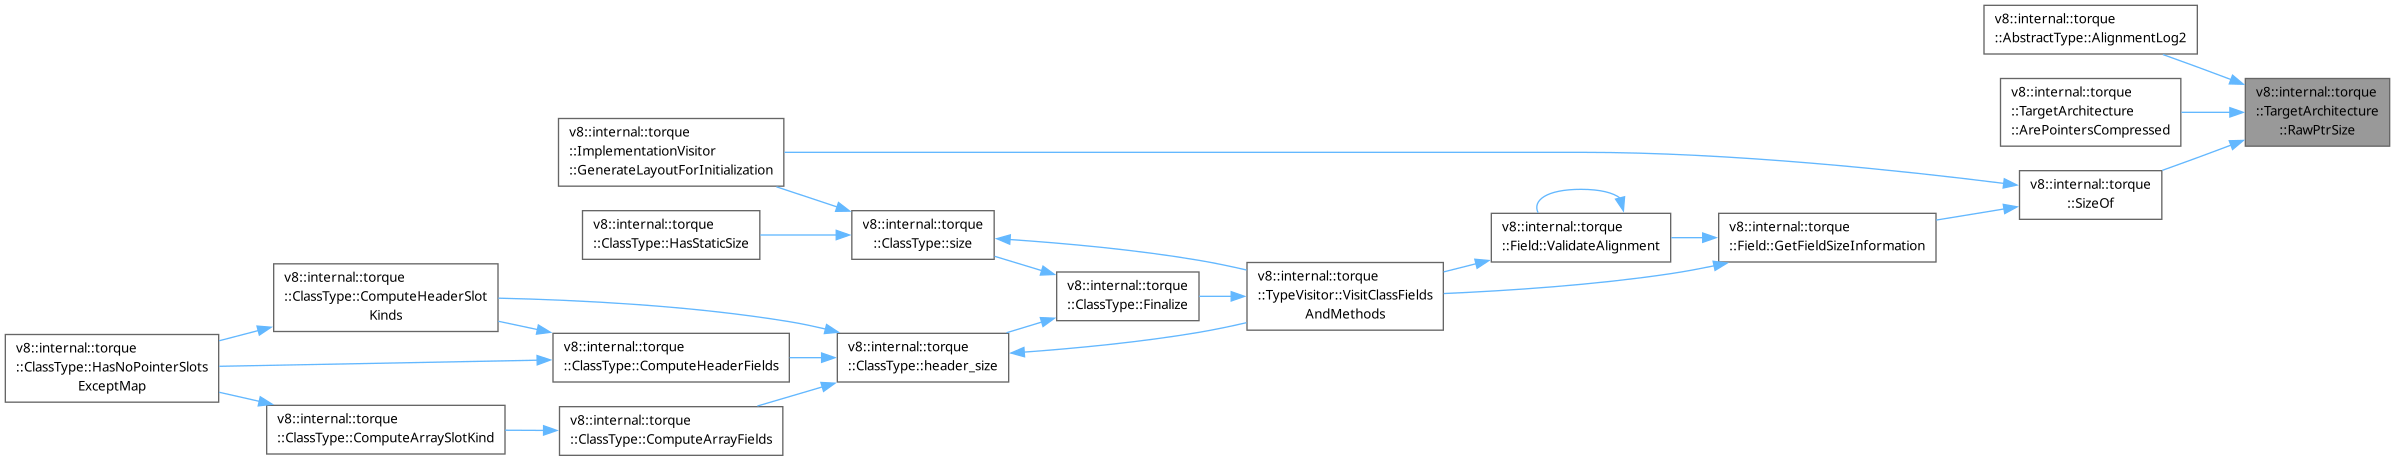 v8::internal::torque
::AbstractType::AlignmentLog2
v8::internal::torque
::TargetArchitecture
::ArePointersCompressed
v8::internal::torque
::TargetArchitecture
::RawPtrSize
v8::internal::torque
::ImplementationVisitor
::GenerateLayoutForInitialization
v8::internal::torque
::SizeOf
v8::internal::torque
::ClassType::HasStaticSize
v8::internal::torque
::ClassType::size
v8::internal::torque
::Field::ValidateAlignment
v8::internal::torque
::Field::GetFieldSizeInformation
v8::internal::torque
::ClassType::ComputeHeaderSlot
Kinds
v8::internal::torque
::ClassType::Finalize
v8::internal::torque
::TypeVisitor::VisitClassFields
AndMethods
v8::internal::torque
::ClassType::HasNoPointerSlots
ExceptMap
v8::internal::torque
::ClassType::ComputeHeaderFields
v8::internal::torque
::ClassType::header_size
v8::internal::torque
::ClassType::ComputeArraySlotKind
v8::internal::torque
::ClassType::ComputeArrayFields